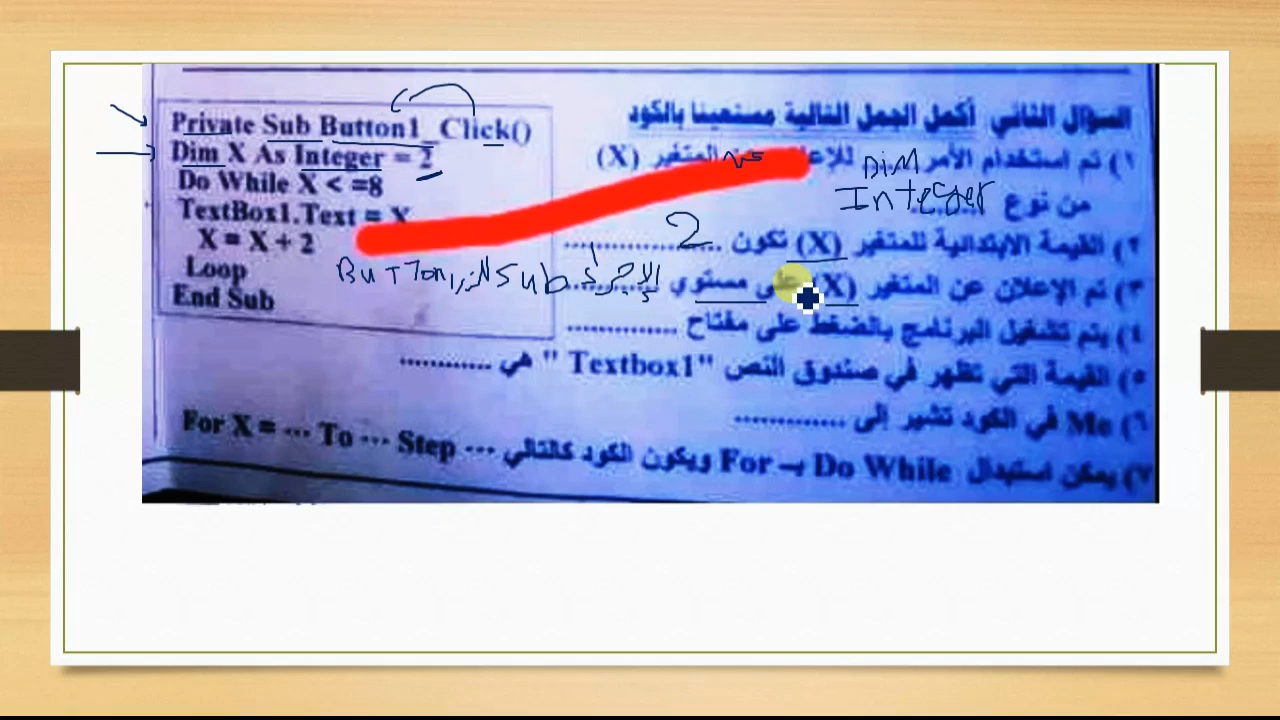 السؤال الثاني أكمل الجمل التالية مستعينا بالكود
١) تم استخدام الأمر DIM للإعلان عن المتغير (X)
من نوع Integer
٢) القيمة الابتدائية للمتغير (X) تكون 2
٣) تم الإعلان عن المتغير (X) على مستوي الإجراء Sub للزر Button
٤) يتم تشغيل البرنامج بالضغط على مفتاح ..............
٥) القيمة التي تظهر في صندوق النص "Textbox1" هي ............
٦) Me في الكود تشير إلى ..............
٧) يمكن استبدال Do While بـ For ويكون الكود كالتالي For X = ... To ... Step ...
Private Sub Button1_Click()
Dim X As Integer = 2
Do While X < =8
TextBox1.Text = X
X = X + 2
Loop
End Sub